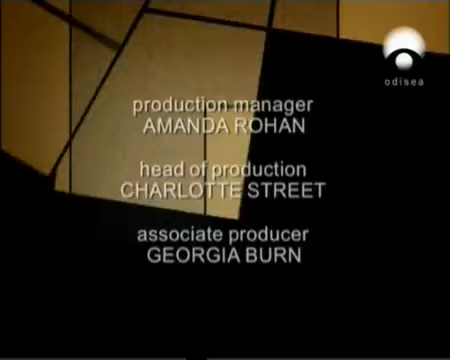 odisea
production manager
AMANDA ROHAN
head of production
CHARLOTTE STREET
associate producer
GEORGIA BURN